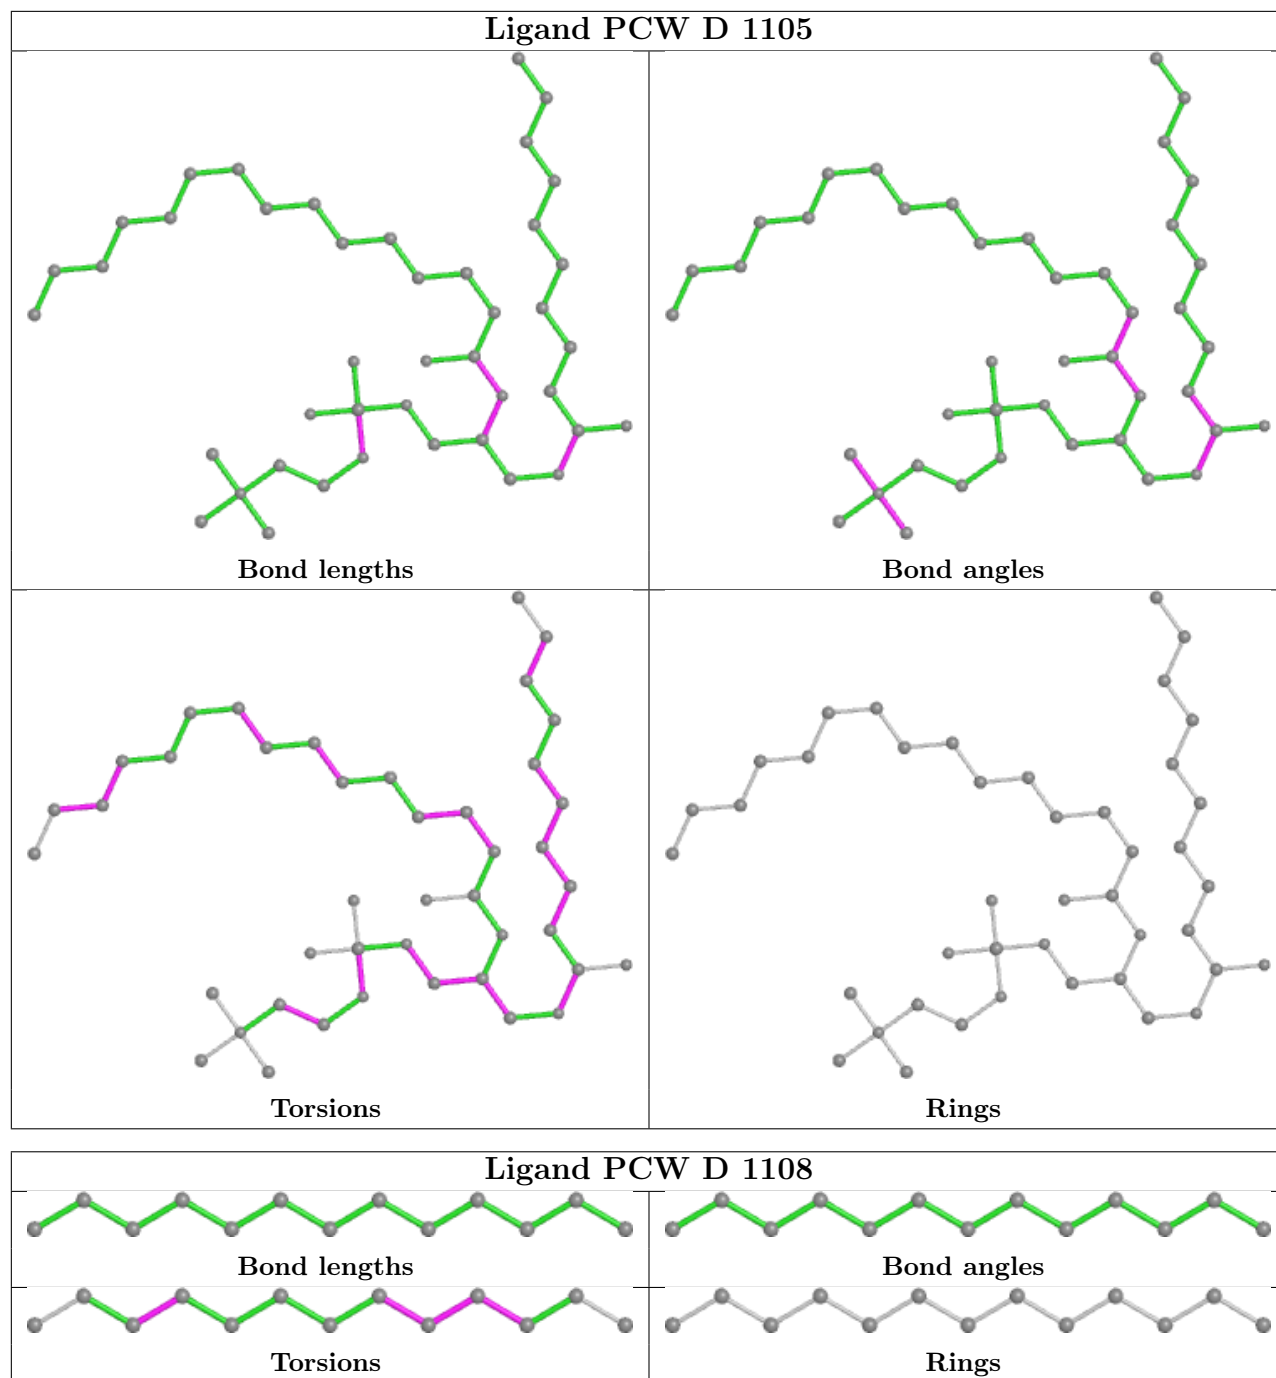 Ligand PCW D 1105
Bond lengths
Bond angles
Torsions
Rings
Ligand PCW D 1108
Bond lengths
Bond angles
Torsions
Rings